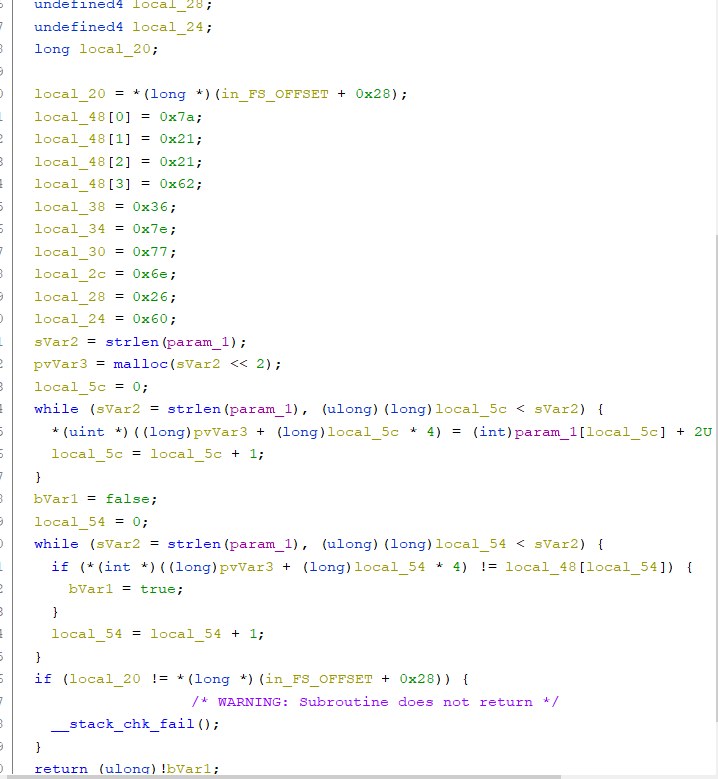 undefined4 local_28;
undefined4 local_24;
long local_20;
local_20 = *(long *)(in_FS_OFFSET + 0x28);
local_48[0] = 0x7a;
local_48[1] = 0x21;
local_48[2] = 0x21;
local_48[3] = 0x62;
local_38 = 0x36;
local_34 = 0x7e;
local_30 = 0x77;
local_2c = 0x6e;
local_28 = 0x26;
local_24 = 0x60;
sVar2 = strlen(param_1);
pvVar3 = malloc(sVar2 << 2);
local_5c = 0;
while (sVar2 = strlen(param_1), (ulong)(long)local_5c < sVar2) {
*(uint *)((long)pvVar3 + (long)local_5c * 4) = (int)param_1[local_5c] + 2U
local_5c = local_5c + 1;
}
bVar1 = false;
local_54 = 0;
while (sVar2 = strlen(param_1), (ulong)(long)local_54 < sVar2) {
if (*(int *)((long)pvVar3 + (long)local_54 * 4) != local_48[local_54]) {
bVar1 = true;
}
local_54 = local_54 + 1;
}
if (local_20 != *(long *)(in_FS_OFFSET + 0x28)) {
/* WARNING: Subroutine does not return */
__stack_chk_fail();
}
return (ulong)!bVar1;